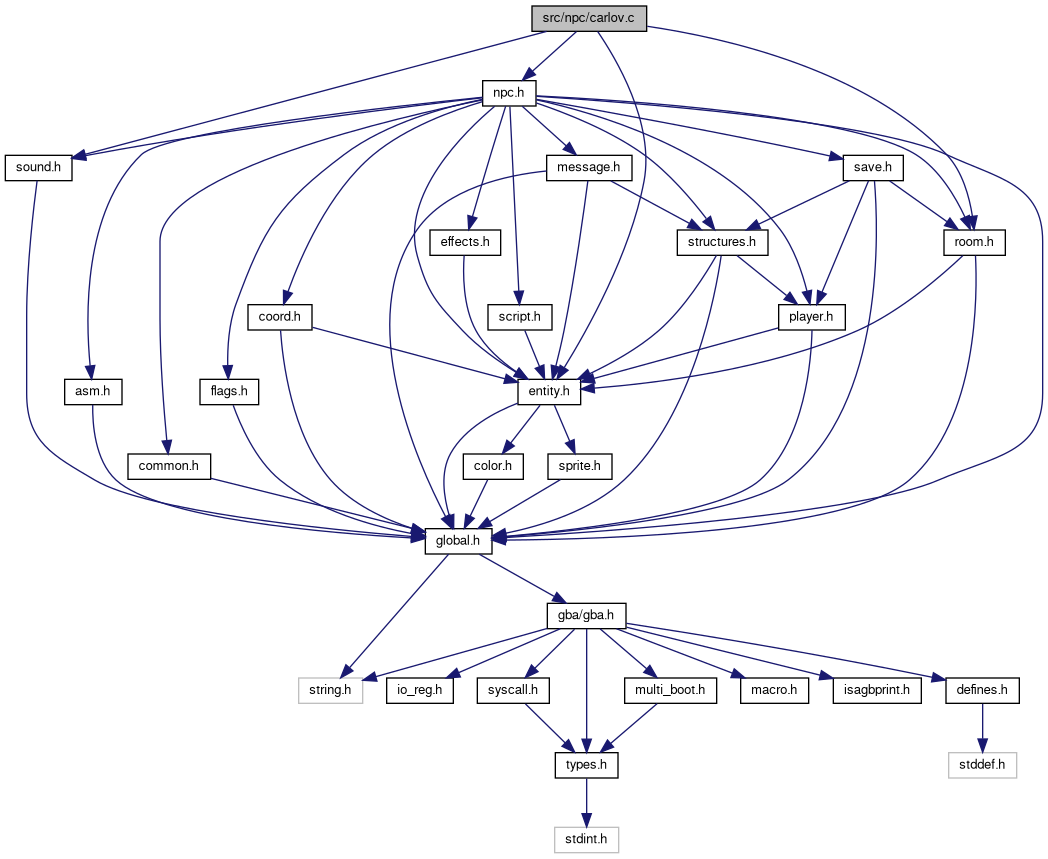 src/npc/carlov.c
npc.h
sound.h
message.h
save.h
effects.h
structures.h
room.h
coord.h
script.h
player.h
asm.h
flags.h
entity.h
common.h
color.h
sprite.h
global.h
gba/gba.h
string.h
io_reg.h
syscall.h
multi_boot.h
macro.h
isagbprint.h
defines.h
types.h
stddef.h
stdint.h